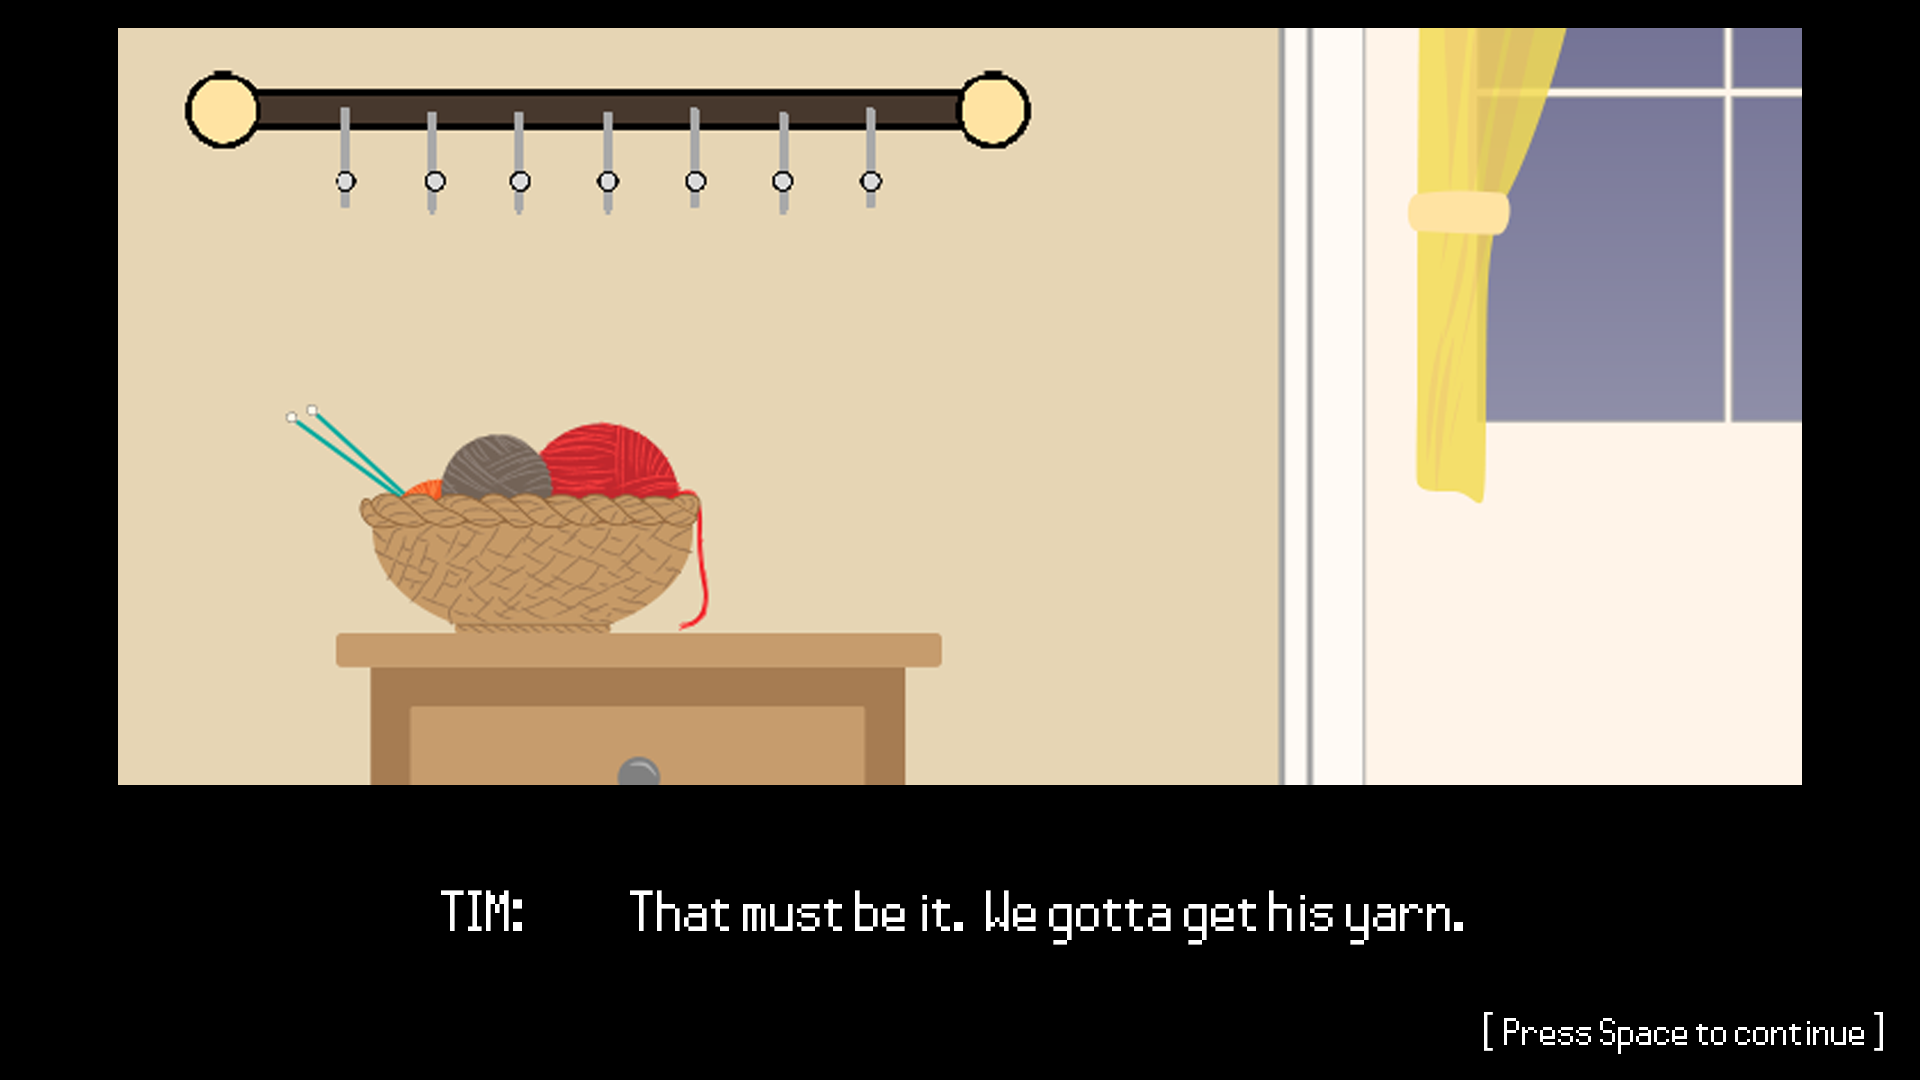 TIM: That must be it. We gotta get his yarn.
[ Press Space to continue ]